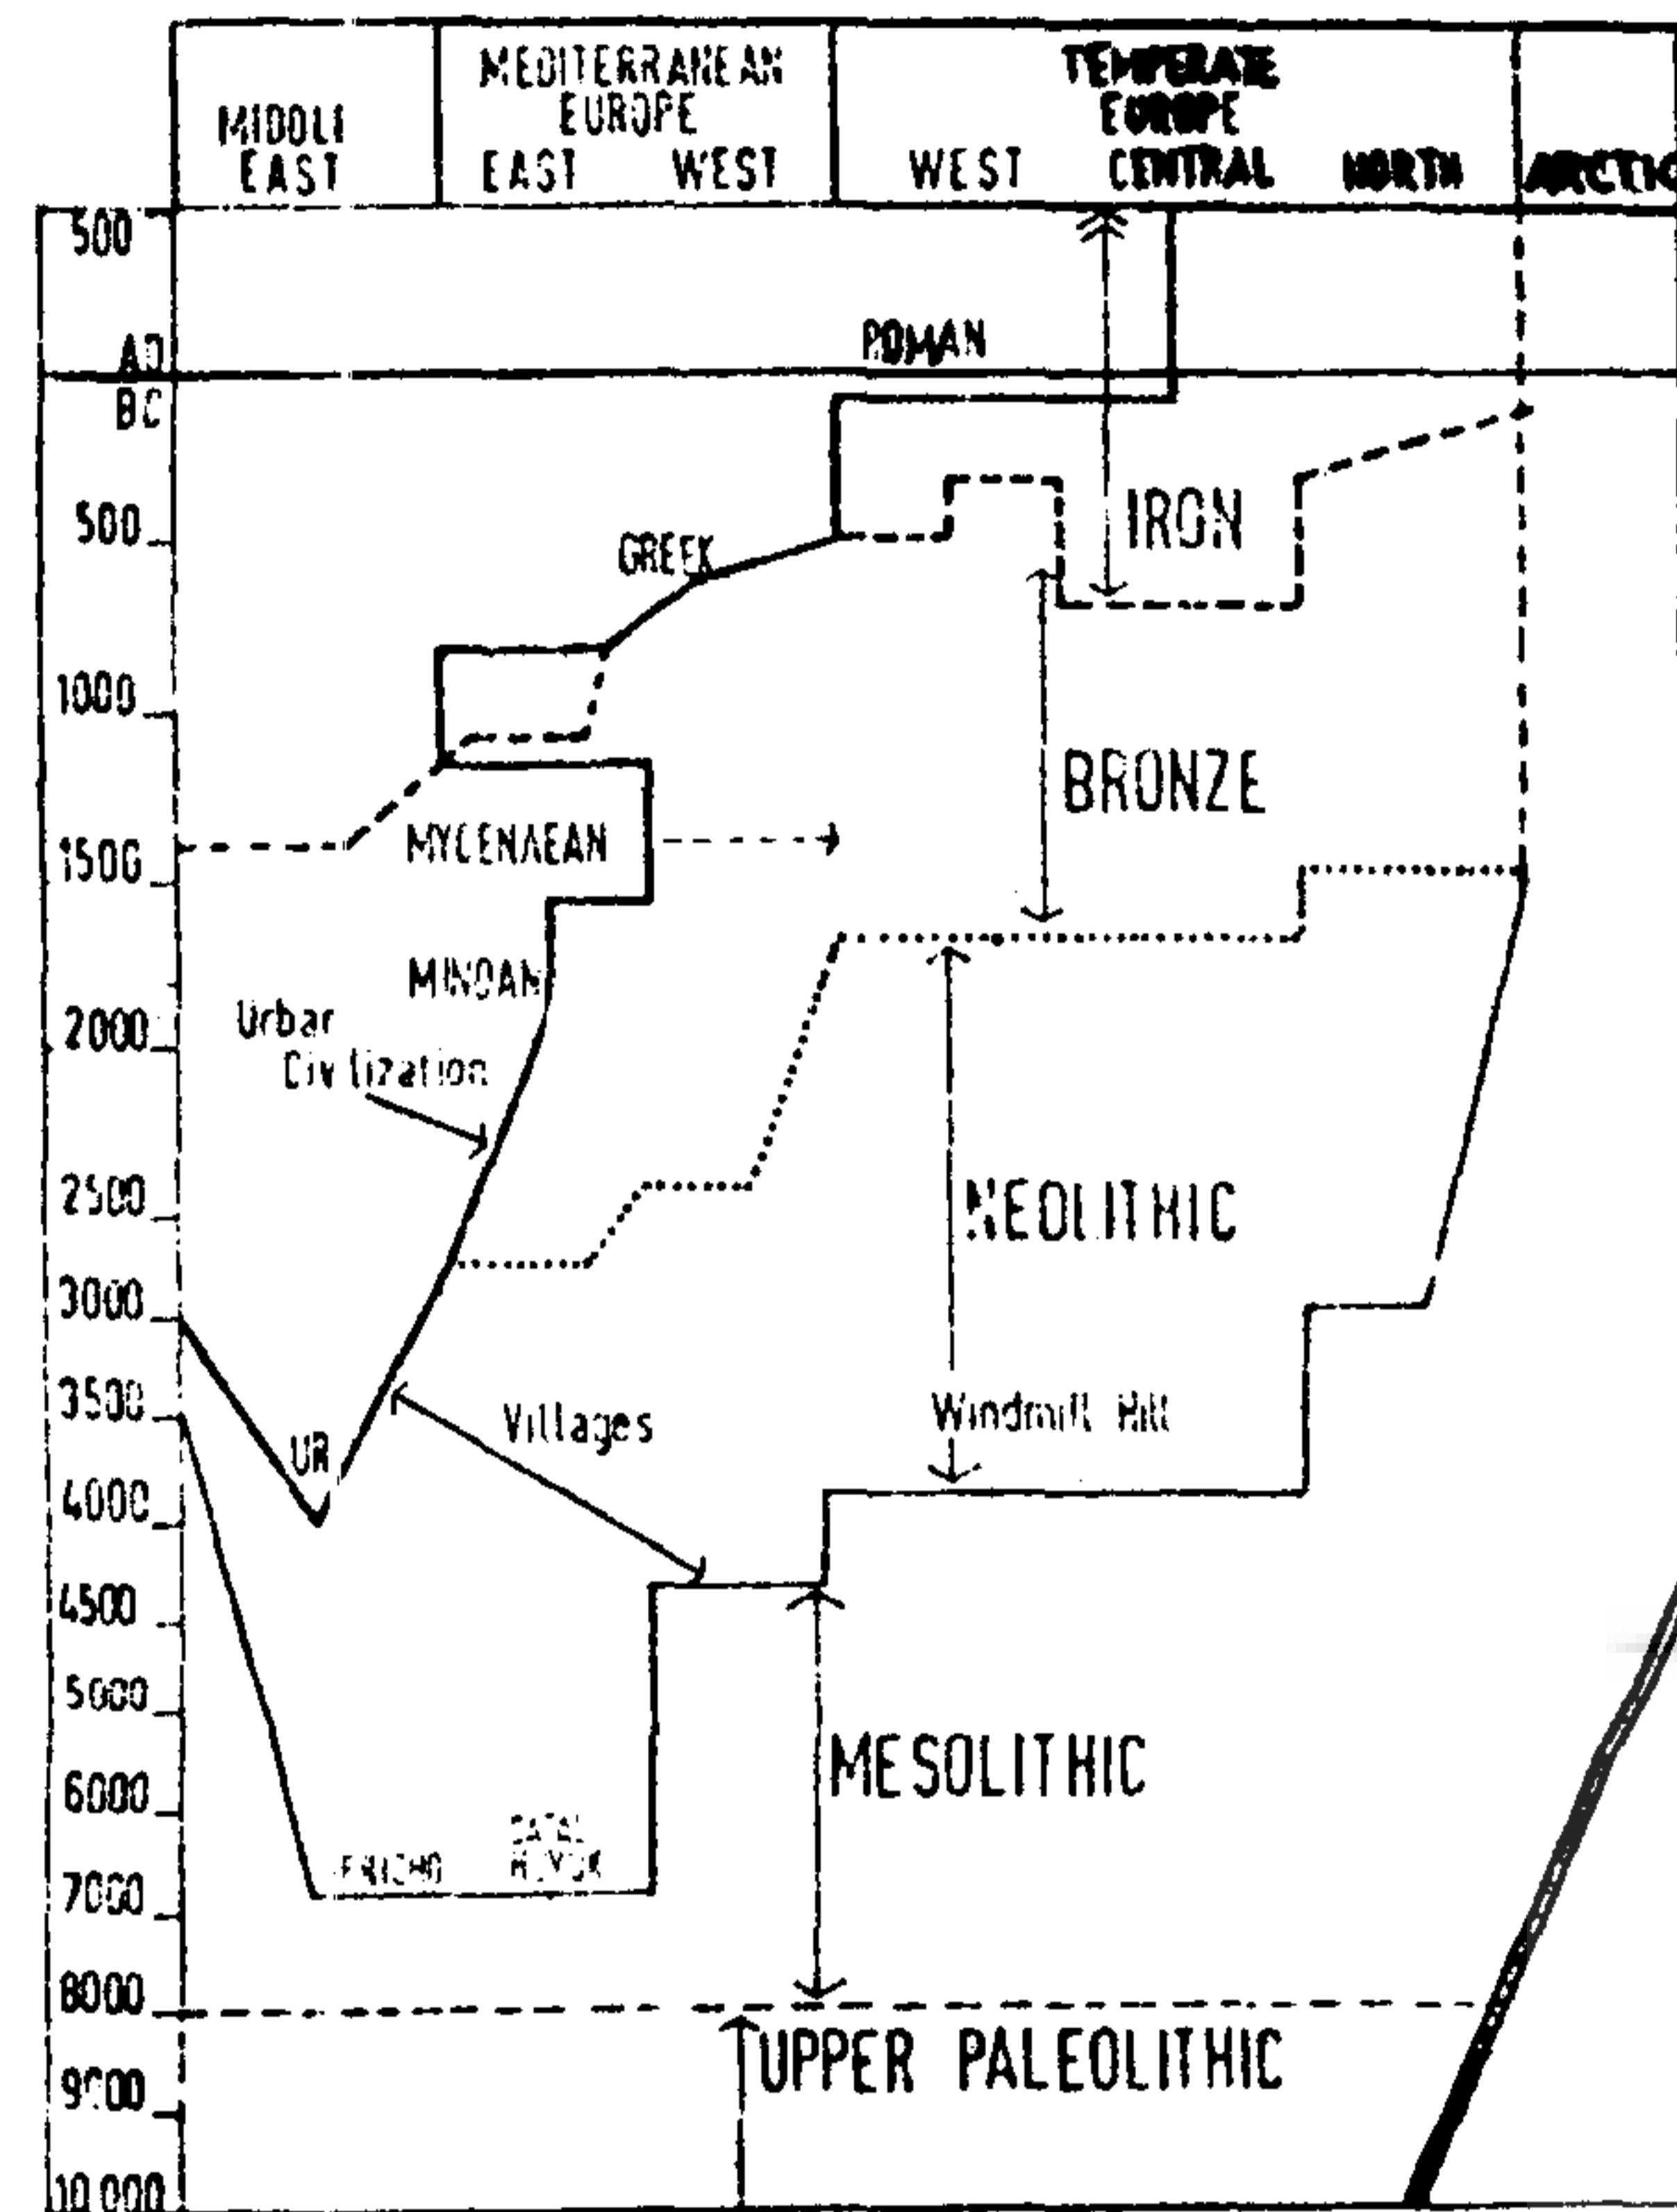 MEDITERRANEAN
EUROPE
TEMPERATE
EUROPE
MIDDLE
EAST
EAST WEST
WEST CENTRAL NORTH
ARCTIC
500
AD
ROMAN
BC
500
IRON
GREEK
1000
BRONZE
1500
MYCENAEAN
MINOAN
2000
Urban
Civilization
2500
NEOLITHIC
3000
3500
Villages
Windmill Hill
UR
4000
4500
5000
MESOLITHIC
6000
7000
8000
UPPER PALEOLITHIC
9000
10 000